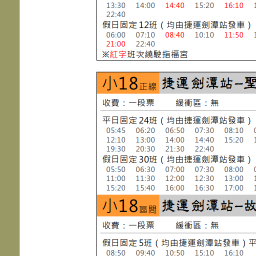 13:30 14:00 14:40 15:20 16:10
22:40
假日固定12班（均由捷運劍潭站發車）
06:00 07:10 08:40 10:10 11:50
21:00 22:40
※紅字班次繞駛指福宮
小18正線 捷運劍潭站-聖
收費：一段票 緩衝區：無
平日固定24班（均由捷運劍潭站發車）
05:45 06:20 06:50 07:30 08:10
12:10 13:00 14:00 14:40 15:20
19:30 20:30 21:30 22:40
假日固定30班（均由捷運劍潭站發車）
05:50 06:30 07:00 07:30 08:00
11:00 11:30 12:00 12:30 13:00
15:20 15:40 16:00 16:30 17:00
小18區間 捷運劍潭站-故
收費：一段票 緩衝區：無
假日固定5班（均由捷運劍潭站發車）平
08:50 09:40 10:50 15:10 16:10